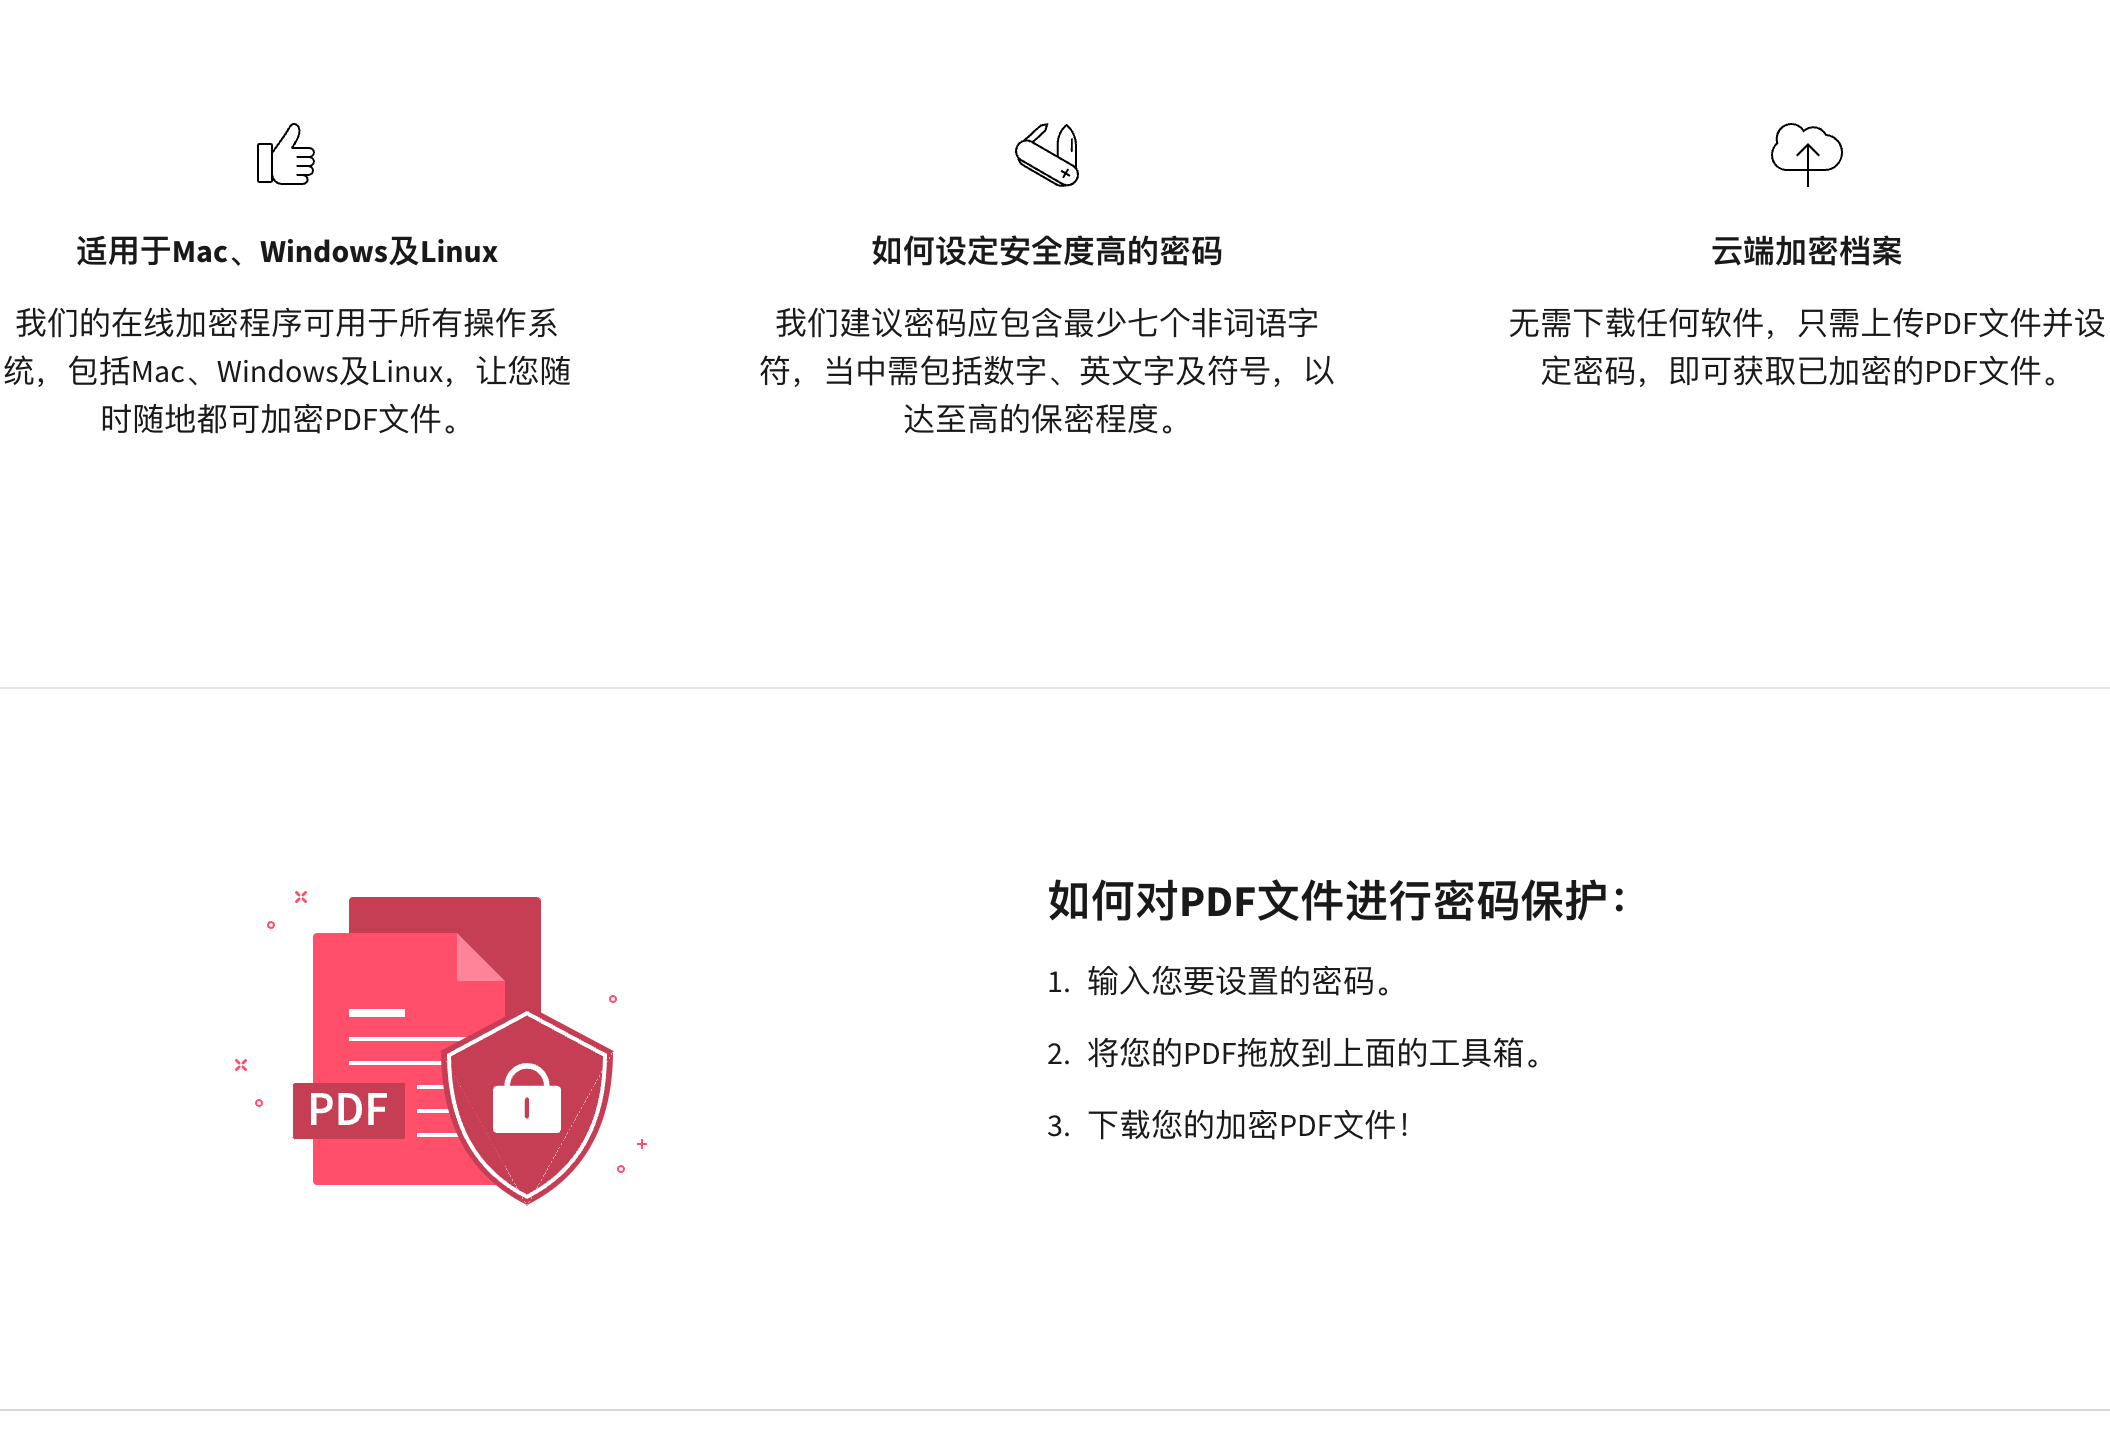 适用于Mac、Windows及Linux
我们的在线加密程序可用于所有操作系
统，包括Mac、Windows及Linux，让您随
时随地都可加密PDF文件。
如何设定安全度高的密码
我们建议密码应包含最少七个非词语字
符，当中需包括数字、英文字及符号，以
达至高的保密程度。
云端加密档案
无需下载任何软件，只需上传PDF文件并设
定密码，即可获取已加密的PDF文件。
PDF
如何对PDF文件进行密码保护：
1. 输入您要设置的密码。
2. 将您的PDF拖放到上面的工具箱。
3. 下载您的加密PDF文件！